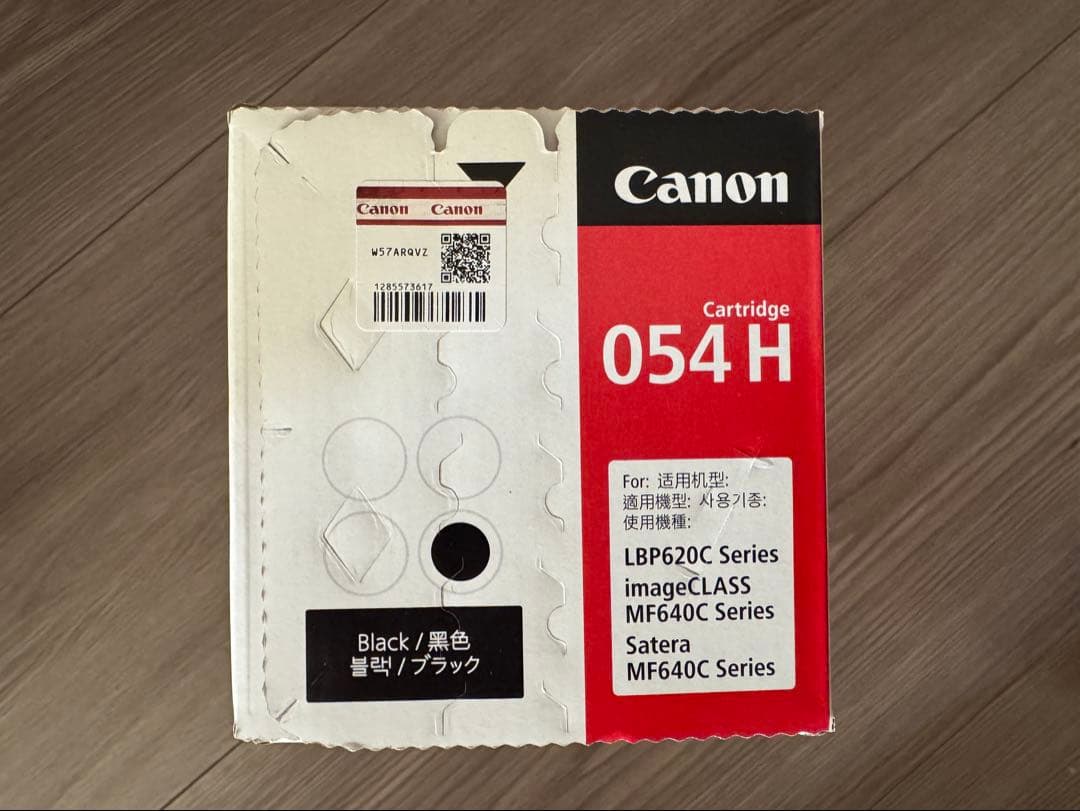 Canon Canon
W57ARQVZ
1285573617
Canon
Cartridge
054 H
For: 适用机型:
適用機型: 사용기종:
使用機種:
LBP620C Series
imageCLASS
MF640C Series
Satera
MF640C Series
Black / 黑色
블랙 / ブラック